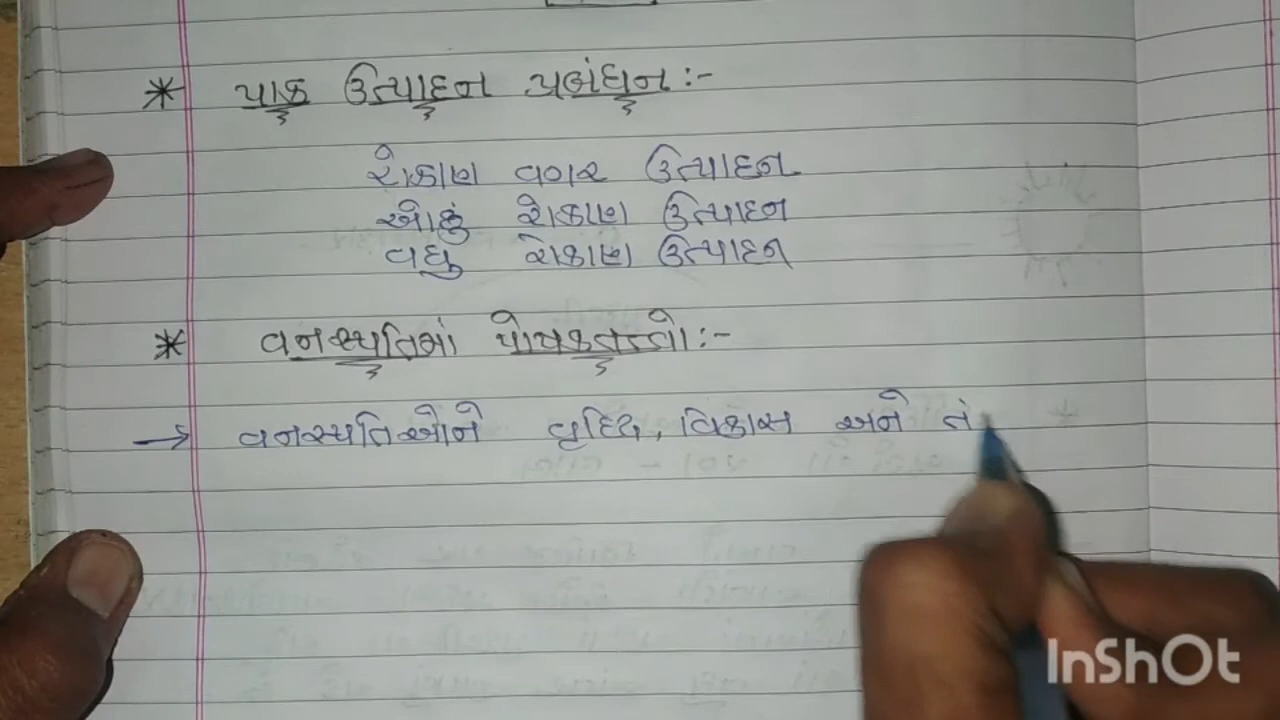 * પાક ઉત્પાદન પ્રબંધન :-
રોકાણ વગર ઉત્પાદન
ઓછું રોકાણ ઉત્પાદન
વધુ રોકાણ ઉત્પાદન
* વનસ્પતિમાં પોષકતત્વો :-
→ વનસ્પતિઓને વૃધ્ધિ, વિકાસ અને તં
InShOt